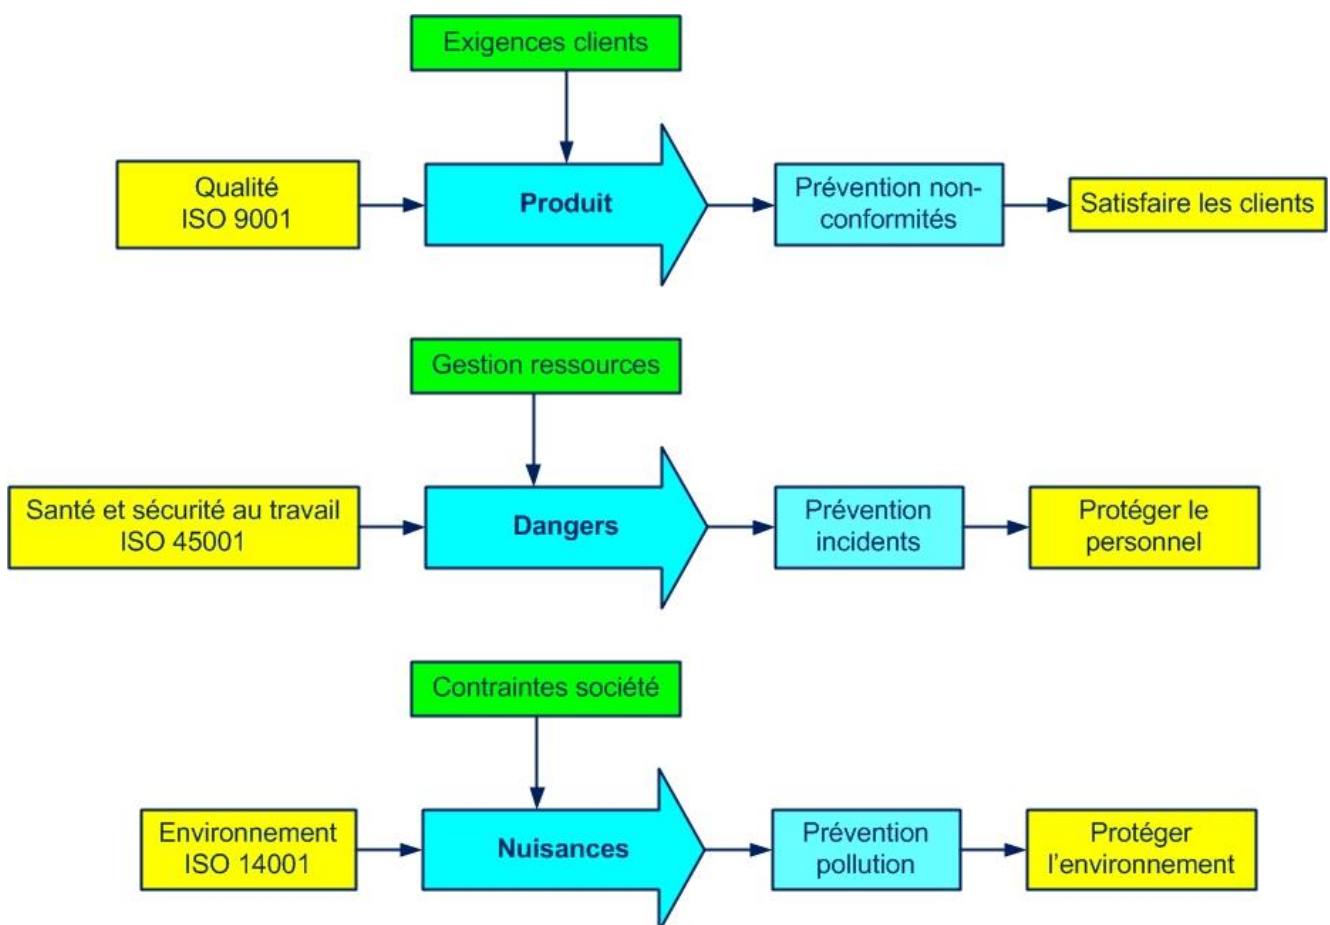 Exigences clients
Qualité
ISO 9001
Produit
Prévention non-
conformités
Satisfaire les clients
Gestion ressources
Santé et sécurité au travail
ISO 45001
Dangers
Prévention
incidents
Protéger le
personnel
Contraintes société
Environnement
ISO 14001
Nuisances
Prévention
pollution
Protéger
l’environnement